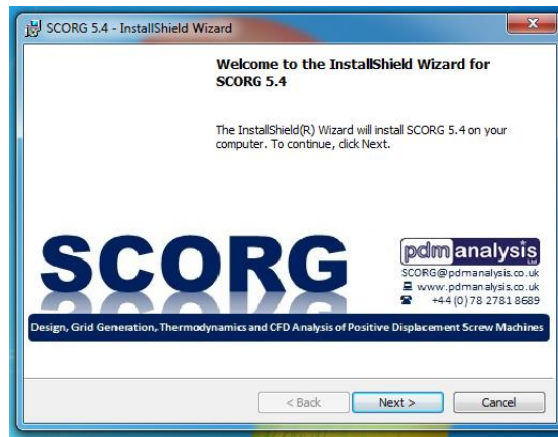 SCORG 5.4 - InstallShield Wizard
Welcome to the InstallShield Wizard for
SCORG 5.4
The InstallShield(R) Wizard will install SCORG 5.4 on your
computer. To continue, click Next.
SCORG
pdm analysis
Ltd
SCORG@pdmanalysis.co.uk
www.pdmanalysis.co.uk
+44 (0) 78 2781 8689
Design, Grid Generation, Thermodynamics and CFD Analysis of Positive Displacement Screw Machines
< Back
Next >
Cancel